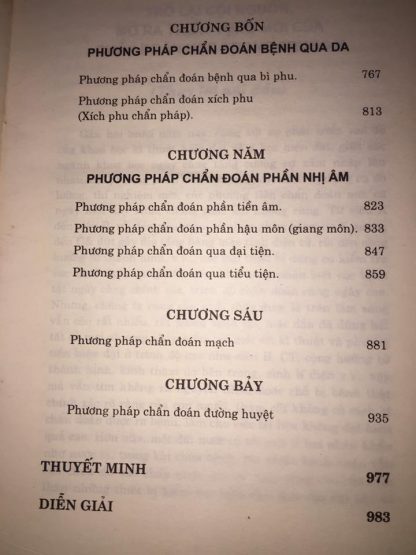 CHƯƠNG BỐN
PHƯƠNG PHÁP CHẨN ĐOÁN BỆNH QUA DA
Phương pháp chẩn đoán bệnh qua bì phu. 767
Phương pháp chẩn đoán xích phu
(Xích phu chẩn pháp). 813
CHƯƠNG NĂM
PHƯƠNG PHÁP CHẨN ĐOÁN PHẦN NHỊ ÂM
Phương pháp chẩn đoán phần tiền âm. 823
Phương pháp chẩn đoán phần hậu môn (giang môn). 833
Phương pháp chẩn đoán qua đại tiện. 847
Phương pháp chẩn đoán qua tiểu tiện. 859
CHƯƠNG SÁU
Phương pháp chẩn đoán mạch 881
CHƯƠNG BẢY
Phương pháp chẩn đoán đường huyệt 935
THUYẾT MINH 977
DIỄN GIẢI 983